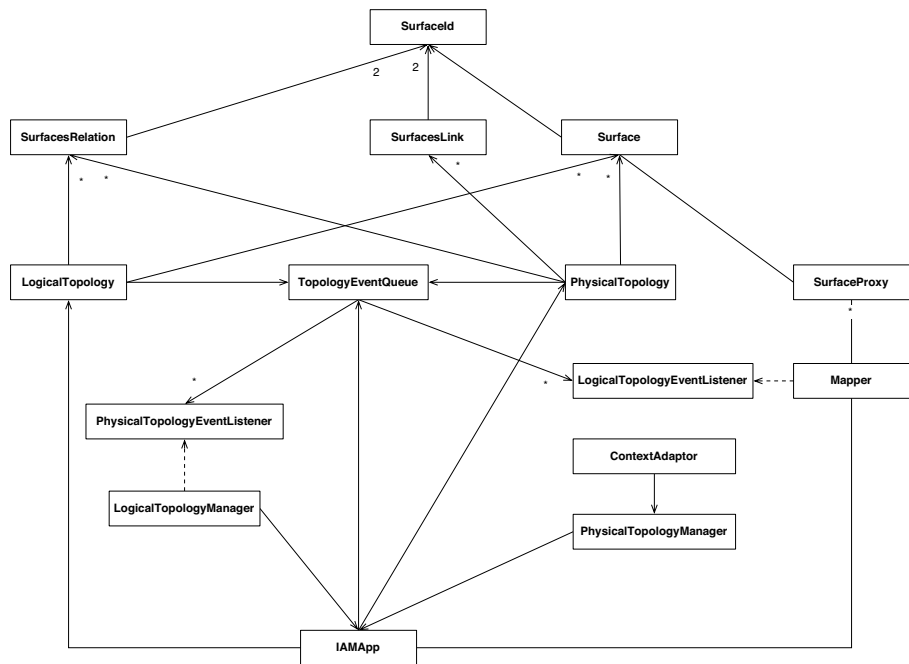 SurfaceId
2
2
SurfacesRelation
SurfacesLink
Surface
*
*
*
*
*
LogicalTopology
TopologyEventQueue
PhysicalTopology
SurfaceProxy
*
*
*
LogicalTopologyEventListener
Mapper
PhysicalTopologyEventListener
ContextAdaptor
LogicalTopologyManager
PhysicalTopologyManager
IAMApp